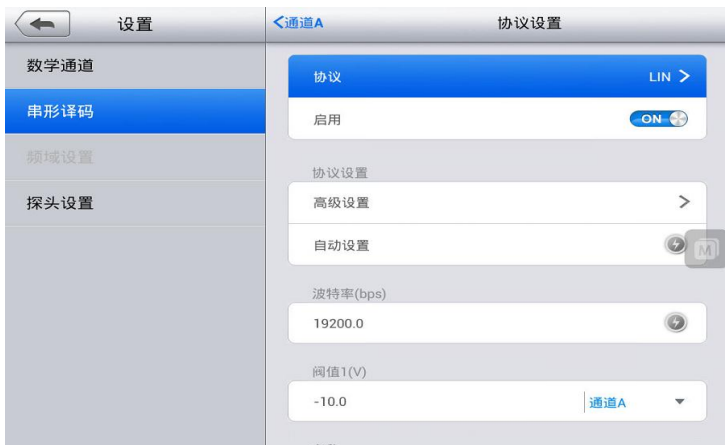 设置
数学通道
串形译码
频域设置
探头设置
<通道A 协议设置
协议 LIN >
启用 ON
协议设置
高级设置 >
自动设置
M
波特率(bps)
19200.0
阀值1(V)
-10.0 通道A